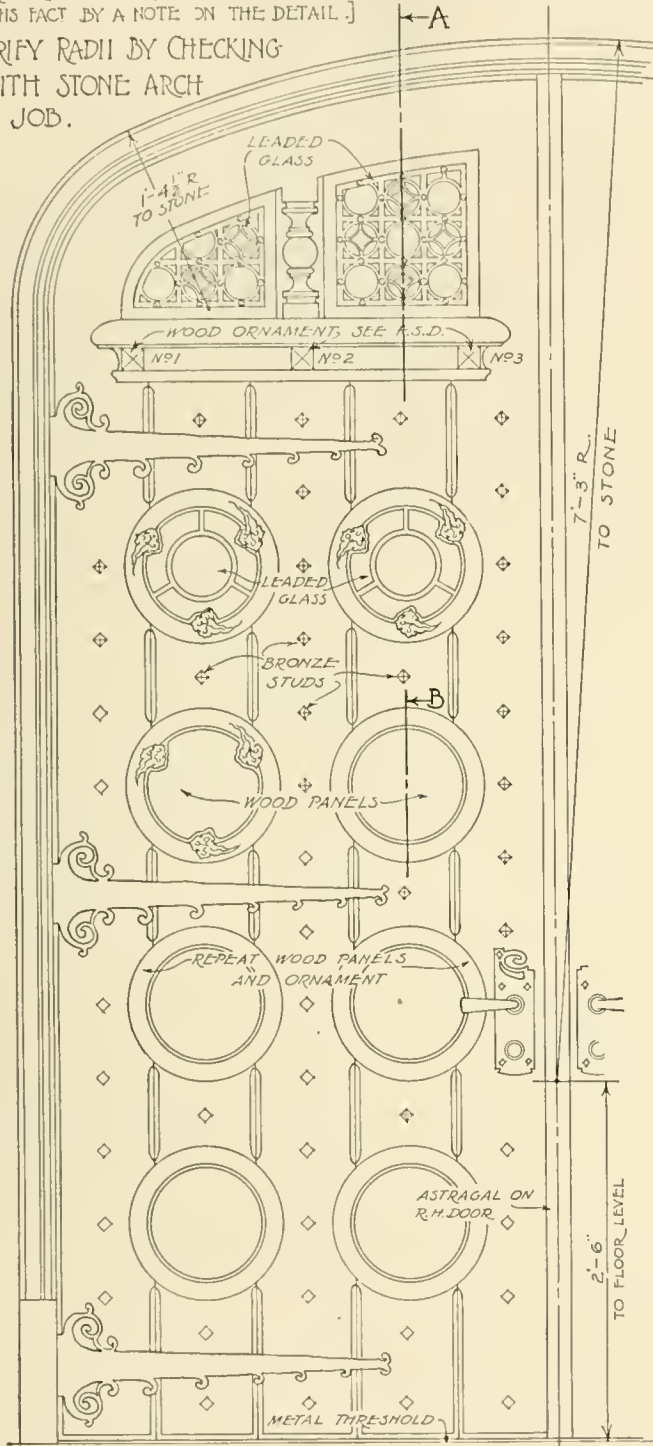 HIS FACT BY A NOTE ON THE DETAIL.]
RIFY RADII BY CHECKING
ITH STONE ARCH
JOB.
A
LEADED
GLASS
1'-4½" R
TO STONE
WOOD ORNAMENT, SEE F.S.D.
Nº1
Nº2
Nº3
7'-3" R.
TO STONE
LEADED
GLASS
BRONZE
STUDS
B
WOOD PANELS
REPEAT WOOD PANELS
AND ORNAMENT
ASTRAGAL ON
R.H. DOOR
2'-6"
TO FLOOR LEVEL
METAL THRESHOLD